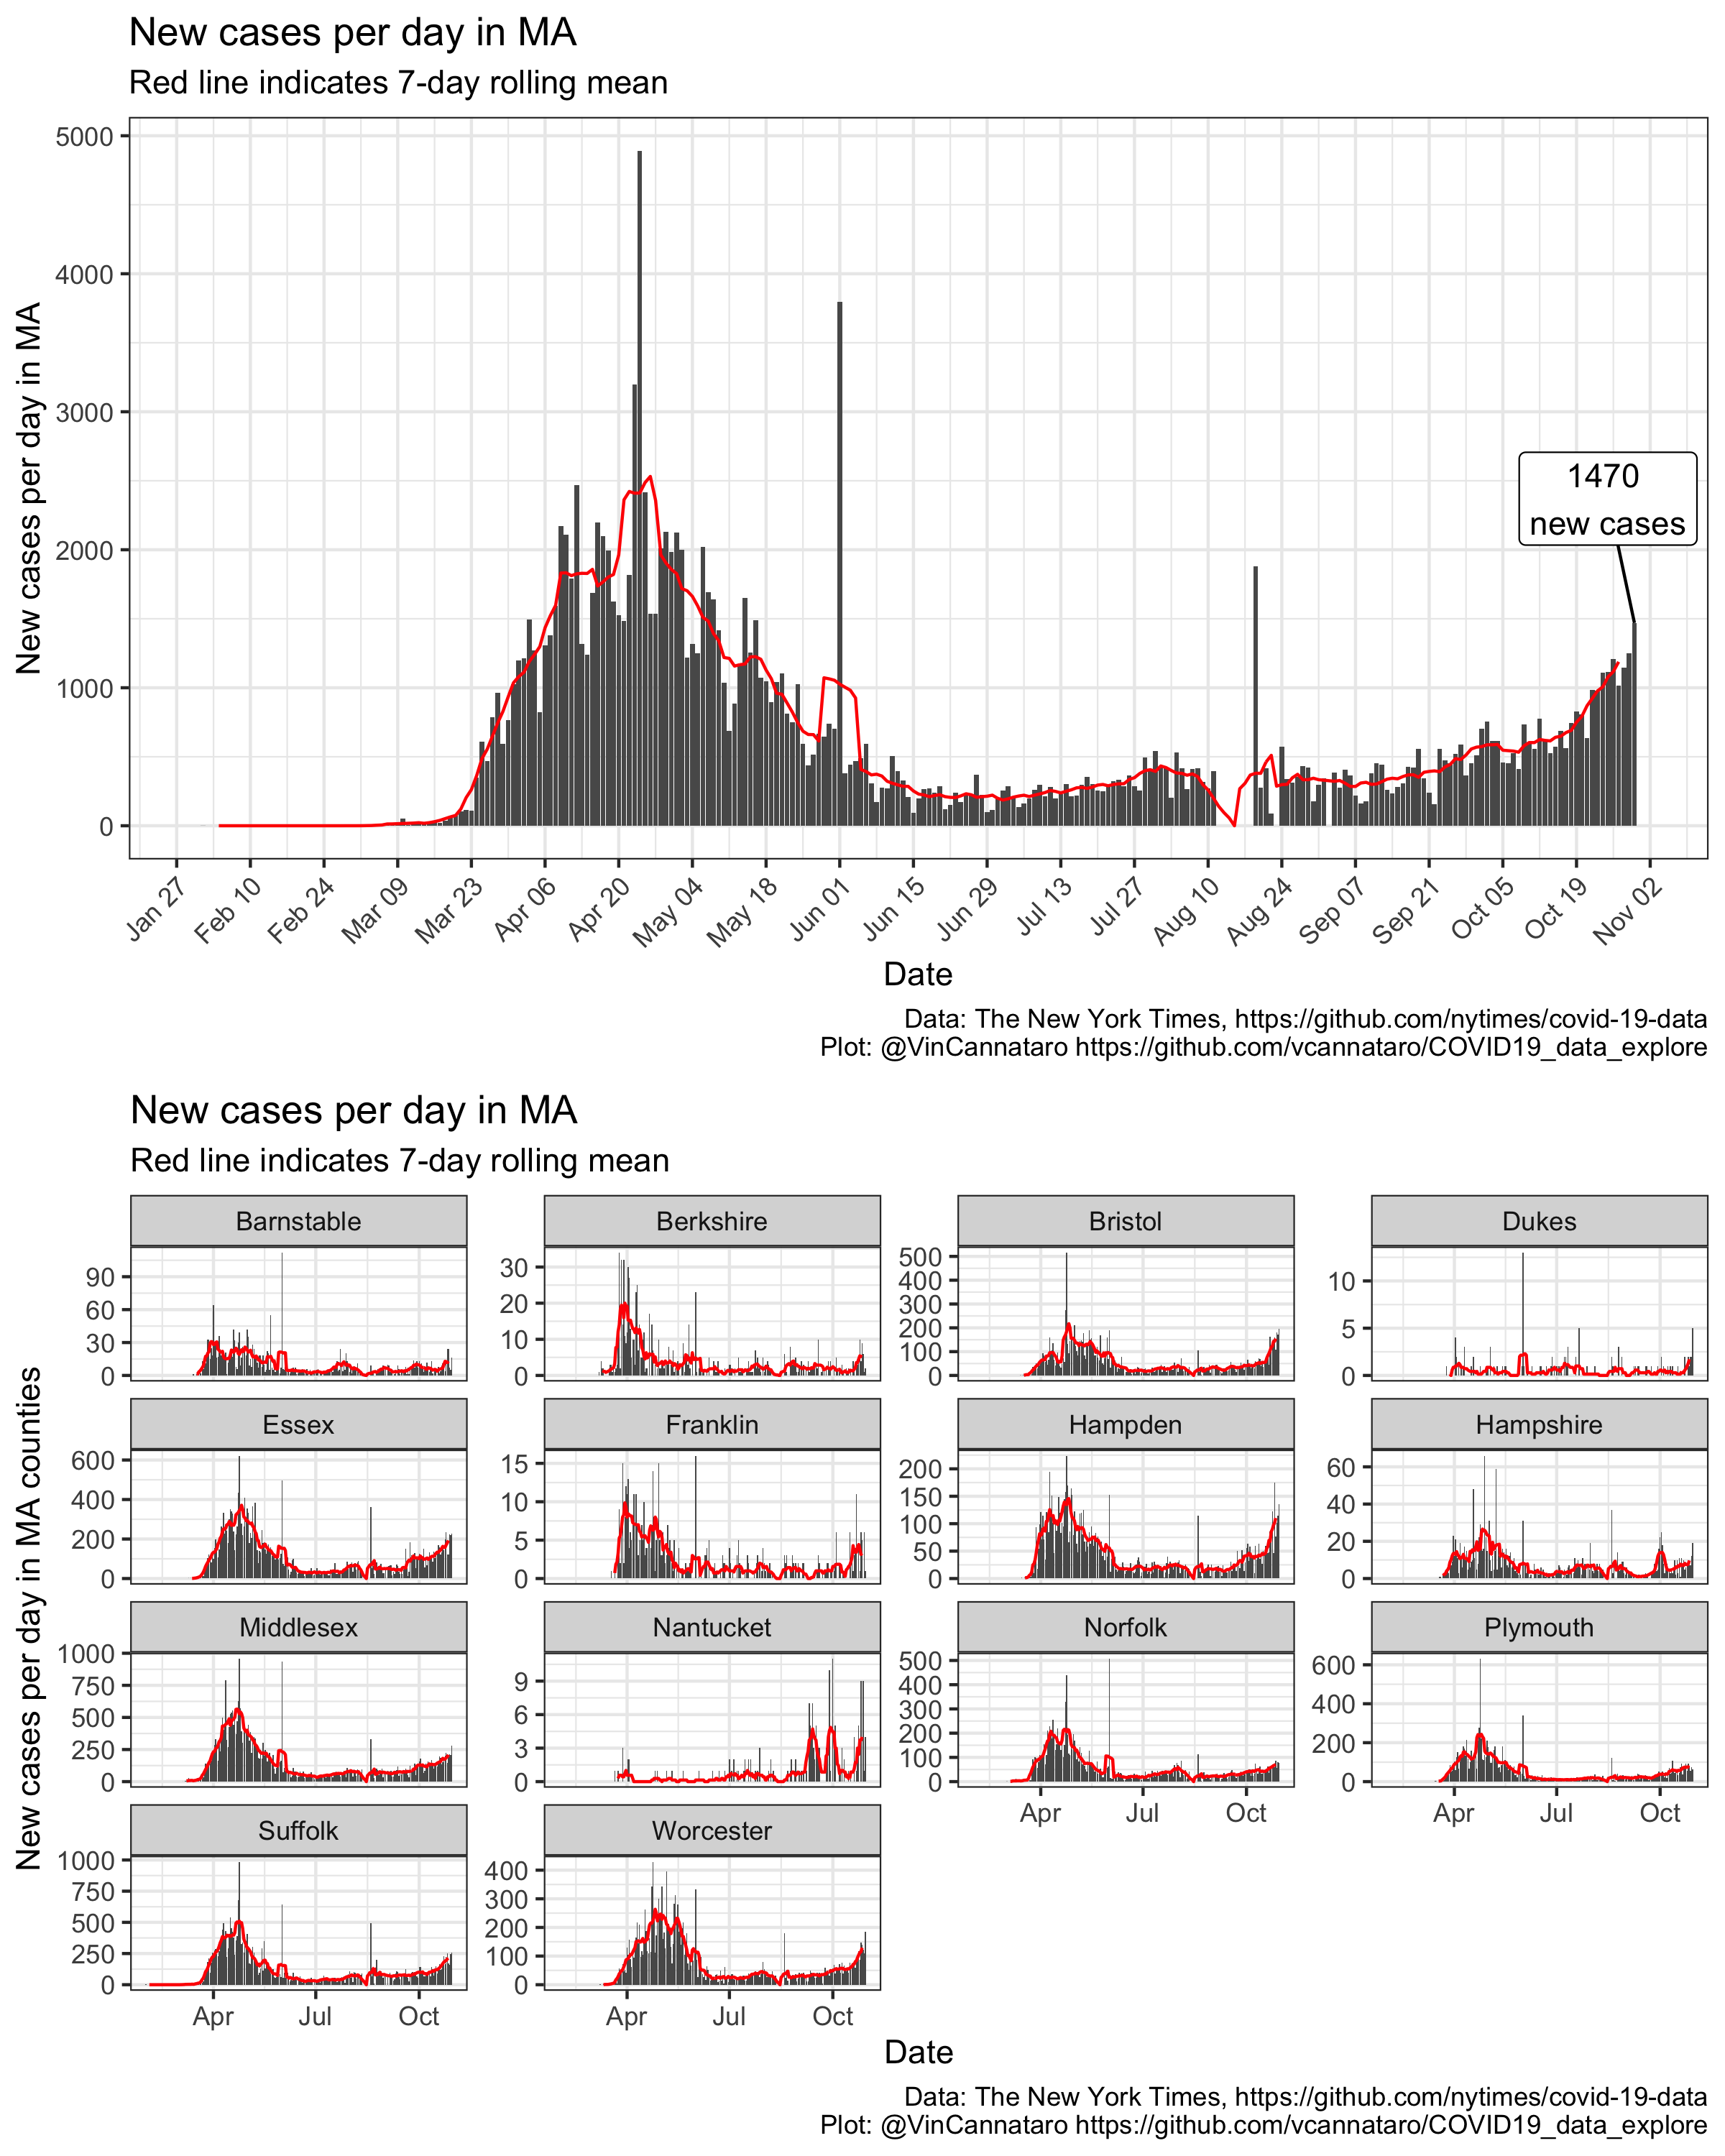 New cases per day in MA
Red line indicates 7-day rolling mean
New cases per day in MA
5000
4000
3000
2000
1000
0
1470
new cases
Jan 27
Feb 10
Feb 24
Mar 09
Mar 23
Apr 06
Apr 20
May 04
May 18
Jun 01
Jun 15
Jun 29
Jul 13
Jul 27
Aug 10
Aug 24
Sep 07
Sep 21
Oct 05
Oct 19
Nov 02
Date
Data: The New York Times, https://github.com/nytimes/covid-19-data
Plot: @VinCannataro https://github.com/vcannataro/COVID19_data_explore
New cases per day in MA
Red line indicates 7-day rolling mean
New cases per day in MA counties
Barnstable
90
60
30
0
Berkshire
30
20
10
0
Bristol
500
400
300
200
100
0
Dukes
10
5
0
Essex
600
400
200
0
Franklin
15
10
5
0
Hampden
200
150
100
50
0
Hampshire
60
40
20
0
Middlesex
1000
750
500
250
0
Nantucket
9
6
3
0
Norfolk
500
400
300
200
100
0
Apr
Jul
Oct
Plymouth
600
400
200
0
Apr
Jul
Oct
Suffolk
1000
750
500
250
0
Apr
Jul
Oct
Worcester
400
300
200
100
0
Apr
Jul
Oct
Date
Data: The New York Times, https://github.com/nytimes/covid-19-data
Plot: @VinCannataro https://github.com/vcannataro/COVID19_data_explore